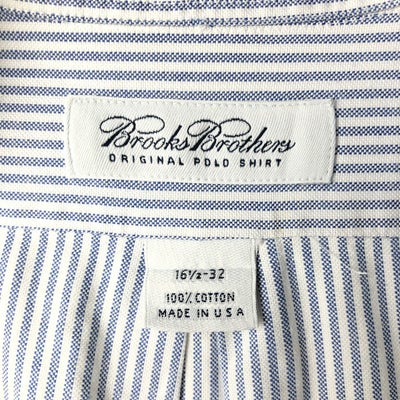 Brooks Brothers
ORIGINAL POLO SHIRT
16½-32
100% COTTON
MADE IN USA